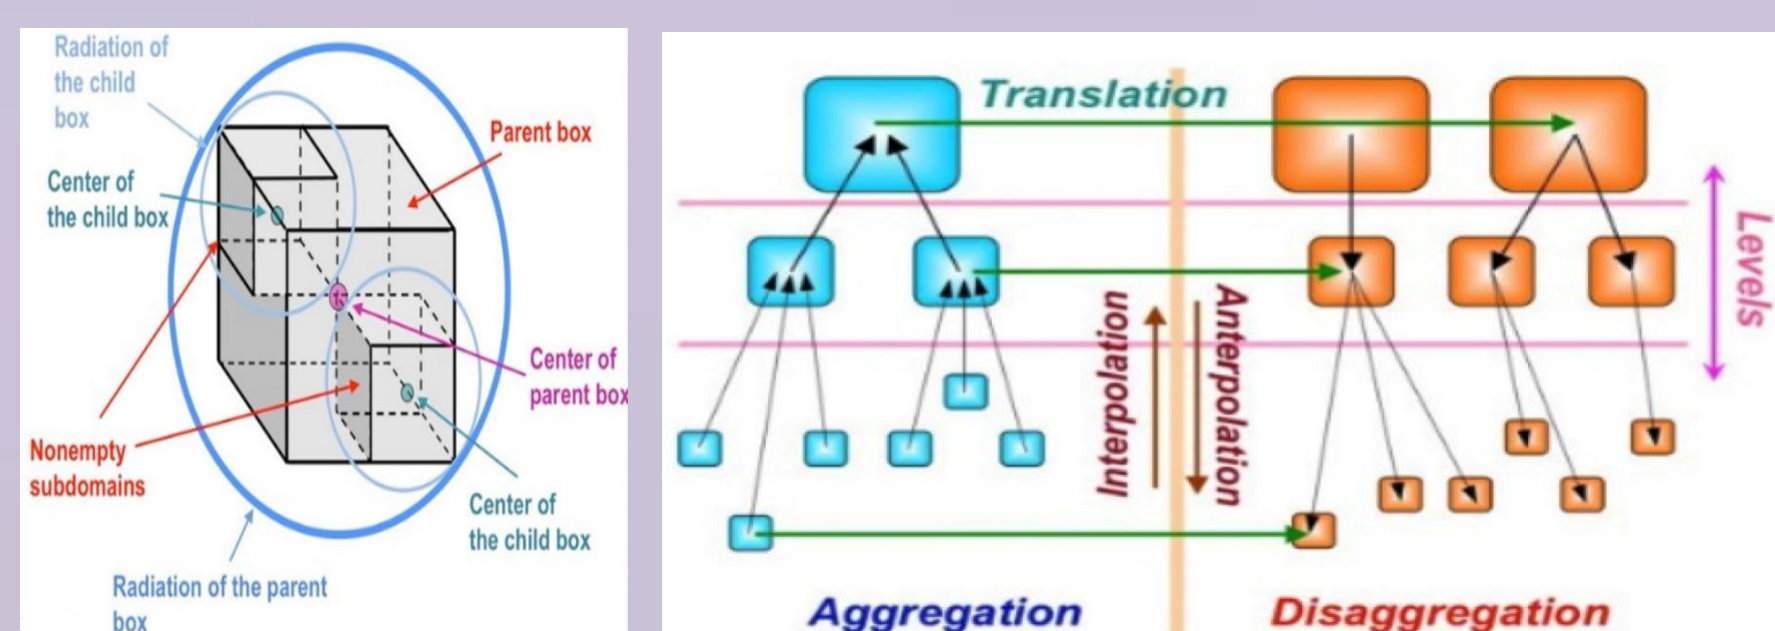 Radiation of
the child
box
Parent box
Center of
the child box
Center of
parent box
Nonempty
subdomains
Center of
the child box
Radiation of the parent
box
Translation
Levels
Interpolation
Anterpolation
Aggregation
Disaggregation